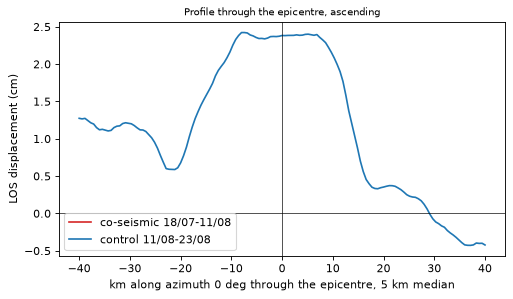 Profile through the epicentre, ascending
LOS displacement (cm)
2.5
2.0
1.5
1.0
0.5
0.0
−0.5
co-seismic 18/07-11/08
control 11/08-23/08
−40 −30 −20 −10 0 10 20 30 40
km along azimuth 0 deg through the epicentre, 5 km median